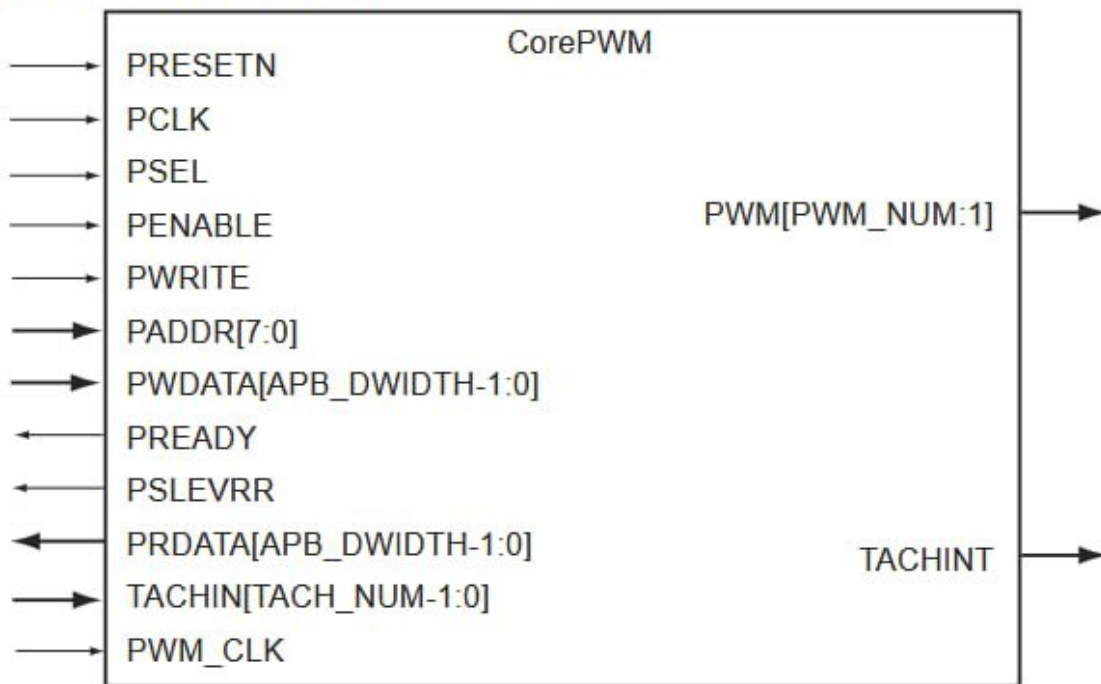 CorePWM
PRESETN
PCLK
PSEL
PENABLE
PWRITE
PADDR[7:0]
PWDATA[APB_DWIDTH-1:0]
PREADY
PSLEVRR
PRDATA[APB_DWIDTH-1:0]
TACHIN[TACH_NUM-1:0]
PWM_CLK
PWM[PWM_NUM:1]
TACHINT